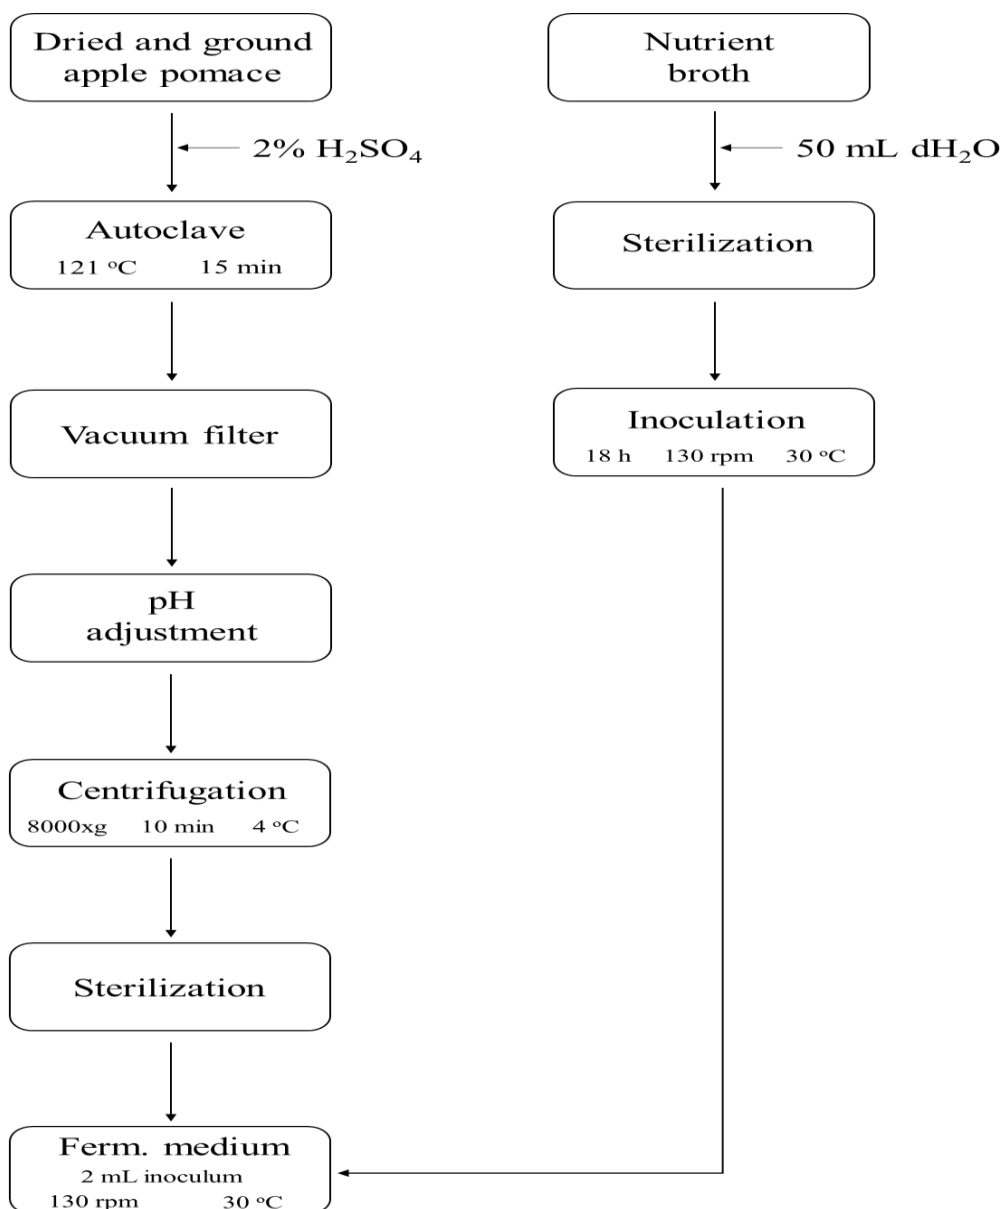 Dried and ground
apple pomace
2% H₂SO₄
Autoclave
121 ºC 15 min
Vacuum filter
pH
adjustment
Centrifugation
8000xg 10 min 4 ºC
Sterilization
Ferm. medium
2 mL inoculum
130 rpm 30 ºC
Nutrient
broth
50 mL dH₂O
Sterilization
Inoculation
18 h 130 rpm 30 ºC